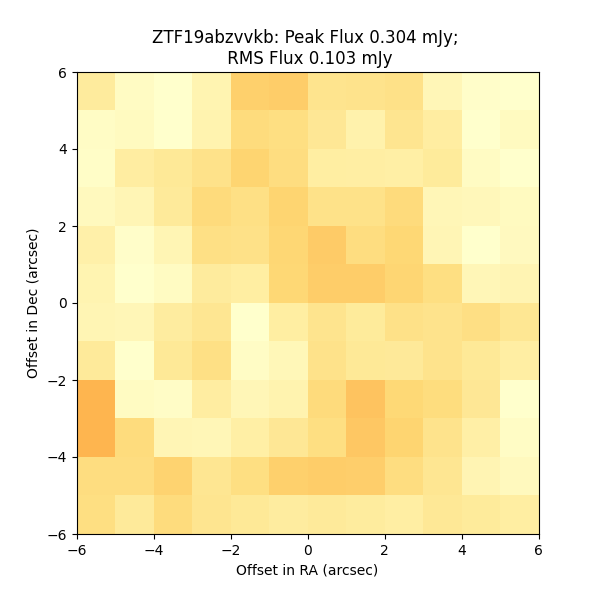 ZTF19abzvvkb: Peak Flux 0.304 mJy;
RMS Flux 0.103 mJy
6
4
2
0
−2
−4
−6
Offset in Dec (arcsec)
−6 −4 −2 0 2 4 6
Offset in RA (arcsec)